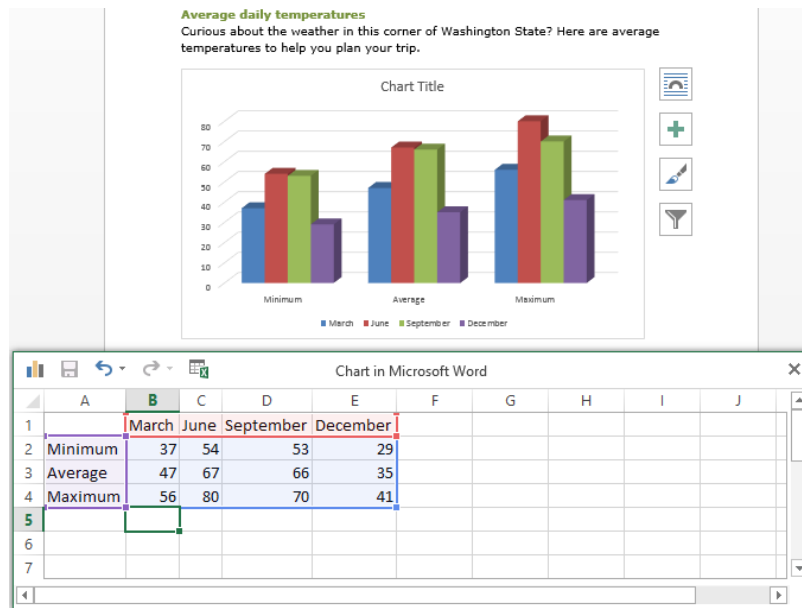 Average daily temperatures
Curious about the weather in this corner of Washington State? Here are average
temperatures to help you plan your trip.
Chart Title
80
70
60
50
40
30
20
10
0
Minimum Average Maximum
March June September December
Chart in Microsoft Word
A B C D E F G H I J
1 March June September December
2 Minimum 37 54 53 29
3 Average 47 67 66 35
4 Maximum 56 80 70 41
5
6
7